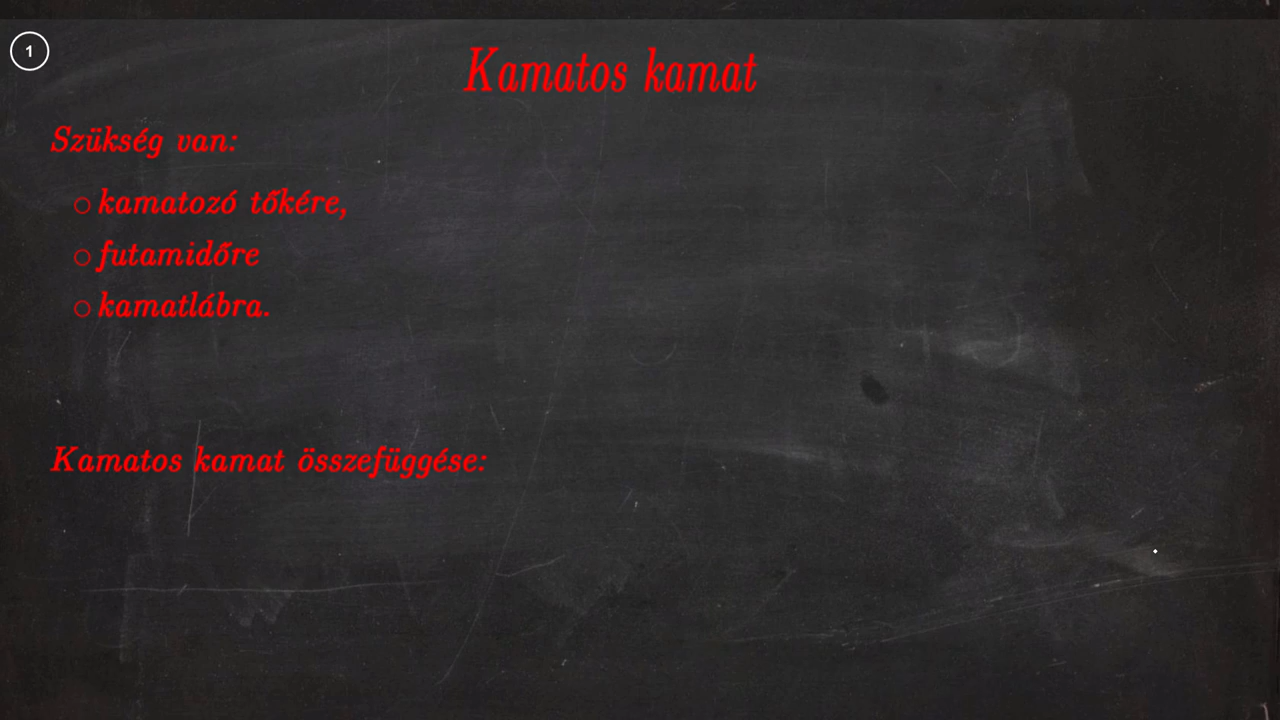 1
Kamatos kamat
Szükség van:
○ kamatozó tőkére,
○ futamidőre
○ kamatlábra.
Kamatos kamat összefüggése: